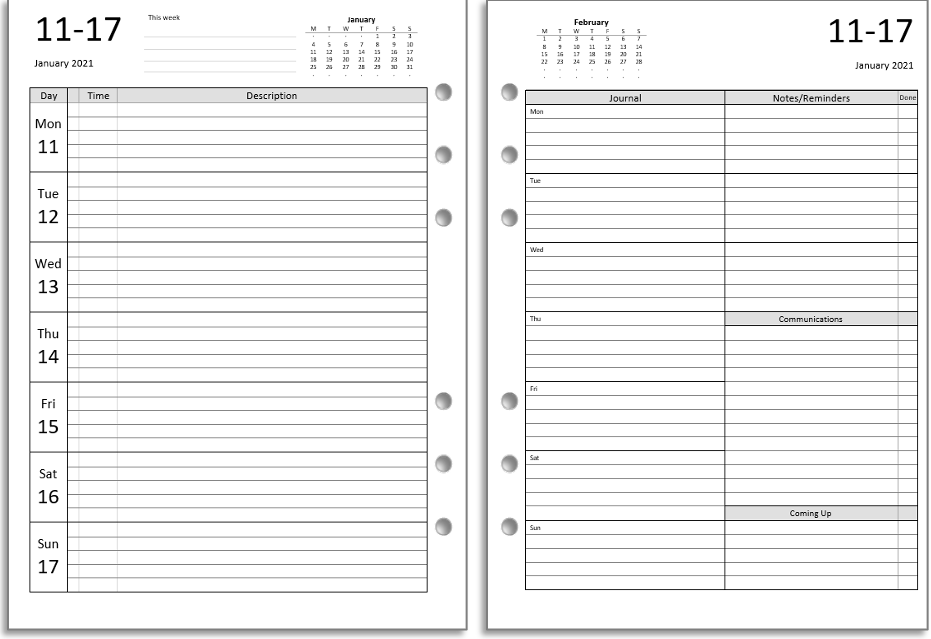 11-17
January 2021
This week
January
M T W T F S S
. . . . 1 2 3
4 5 6 7 8 9 10
11 12 13 14 15 16 17
18 19 20 21 22 23 24
25 26 27 28 29 30 31
. . . . . . .
Day Time Description
Mon
11
Tue
12
Wed
13
Thu
14
Fri
15
Sat
16
Sun
17
February
M T W T F S S
1 2 3 4 5 6 7
8 9 10 11 12 13 14
15 16 17 18 19 20 21
22 23 24 25 26 27 28
. . . . . . .
. . . . . . .
11-17
January 2021
Journal Notes/Reminders Done
Mon
Tue
Wed
Thu
Communications
Fri
Sat
Coming Up
Sun